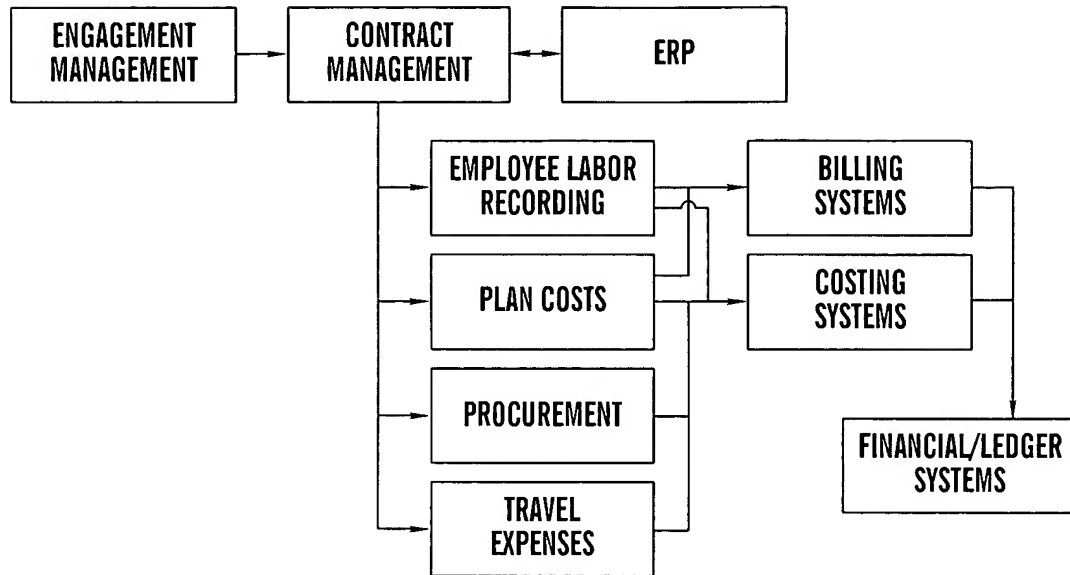 ENGAGEMENT
MANAGEMENT
CONTRACT
MANAGEMENT
ERP
EMPLOYEE LABOR
RECORDING
BILLING
SYSTEMS
PLAN COSTS
COSTING
SYSTEMS
PROCUREMENT
FINANCIAL/LEDGER
SYSTEMS
TRAVEL
EXPENSES